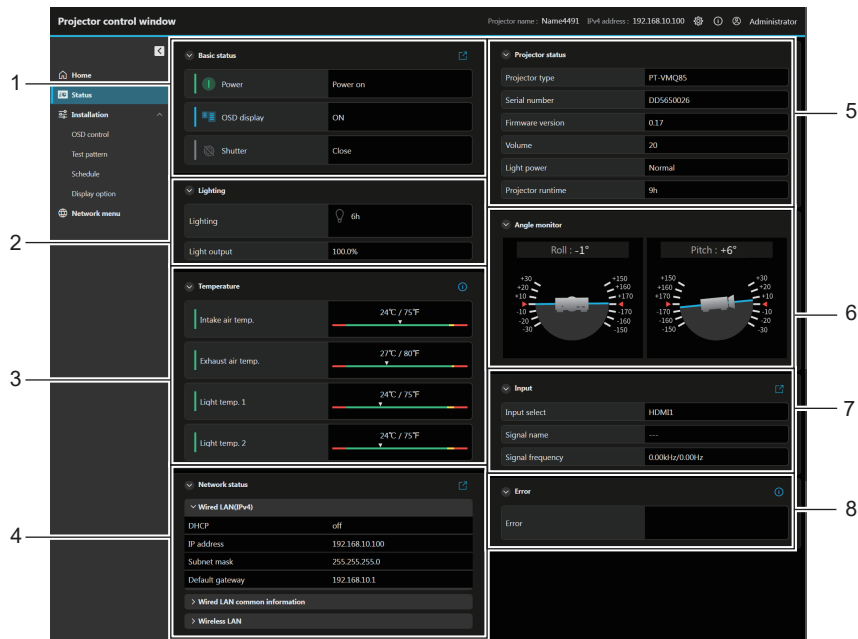 Projector control window
Projector name : Name4491 IPv4 address : 192.168.10.100 Administrator
Home
Status
Installation
OSD control
Test pattern
Schedule
Display option
Network menu
1
Basic status
Power Power on
OSD display ON
Shutter Close
2
Lighting
Lighting 6h
Light output 100.0%
3
Temperature
Intake air temp. 24℃ / 75℉
Exhaust air temp. 27℃ / 80℉
Light temp. 1 24℃ / 75℉
Light temp. 2 24℃ / 75℉
4
Network status
Wired LAN(IPv4)
DHCP off
IP address 192.168.10.100
Subnet mask 255.255.255.0
Default gateway 192.168.10.1
Wired LAN common information
Wireless LAN
5
Projector status
Projector type PT-VMQ85
Serial number DD5650026
Firmware version 0.17
Volume 20
Light power Normal
Projector runtime 9h
6
Angle monitor
Roll : -1° Pitch : +6°
+30 +150 +150 +30
+20 +160 +160 +20
+10 +170 +170 +10
-10 -170 -170 -10
-20 -160 -160 -20
-30 -150 -150 -30
7
Input
Input select HDMI1
Signal name ---
Signal frequency 0.00kHz/0.00Hz
8
Error
Error